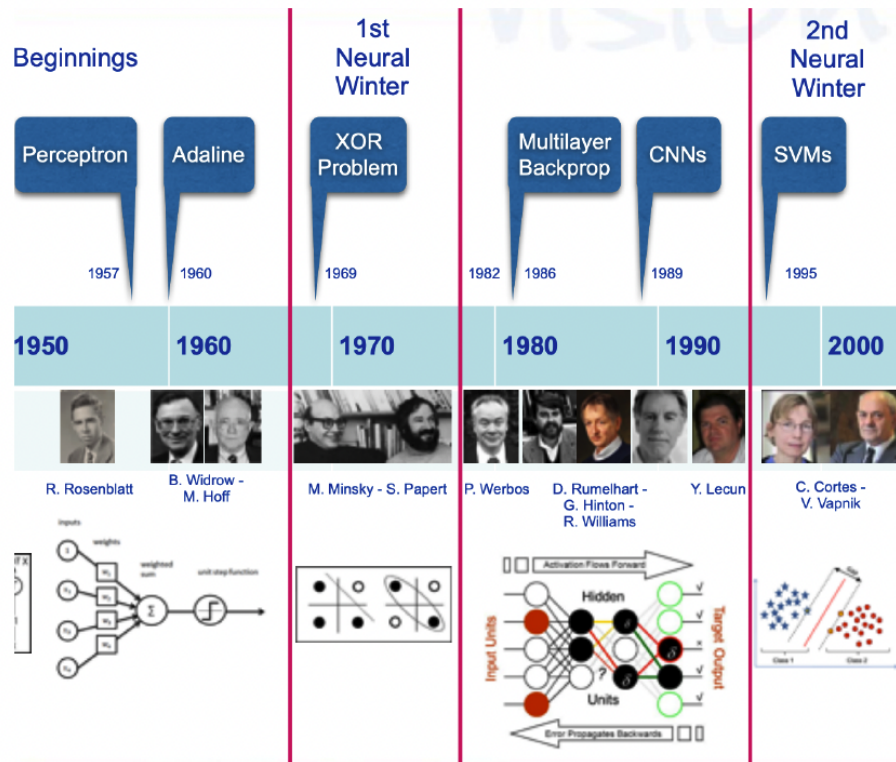 Beginnings
1st
Neural
Winter
2nd
Neural
Winter
Perceptron
Adaline
XOR
Problem
Multilayer
Backprop
CNNs
SVMs
1957
1960
1969
1982
1986
1989
1995
1950
1960
1970
1980
1990
2000
R. Rosenblatt
B. Widrow -
M. Hoff
M. Minsky - S. Papert
P. Werbos
D. Rumelhart -
G. Hinton -
R. Williams
Y. Lecun
C. Cortes -
V. Vapnik
inputs
weights
weighted
sum
unit step function
Σ
Activation Flows Forward
Hidden
Input Units
Target Output
δ
δ
δ
?
Units
Error Propagates Backwards
Gap
Class 1
Class 2